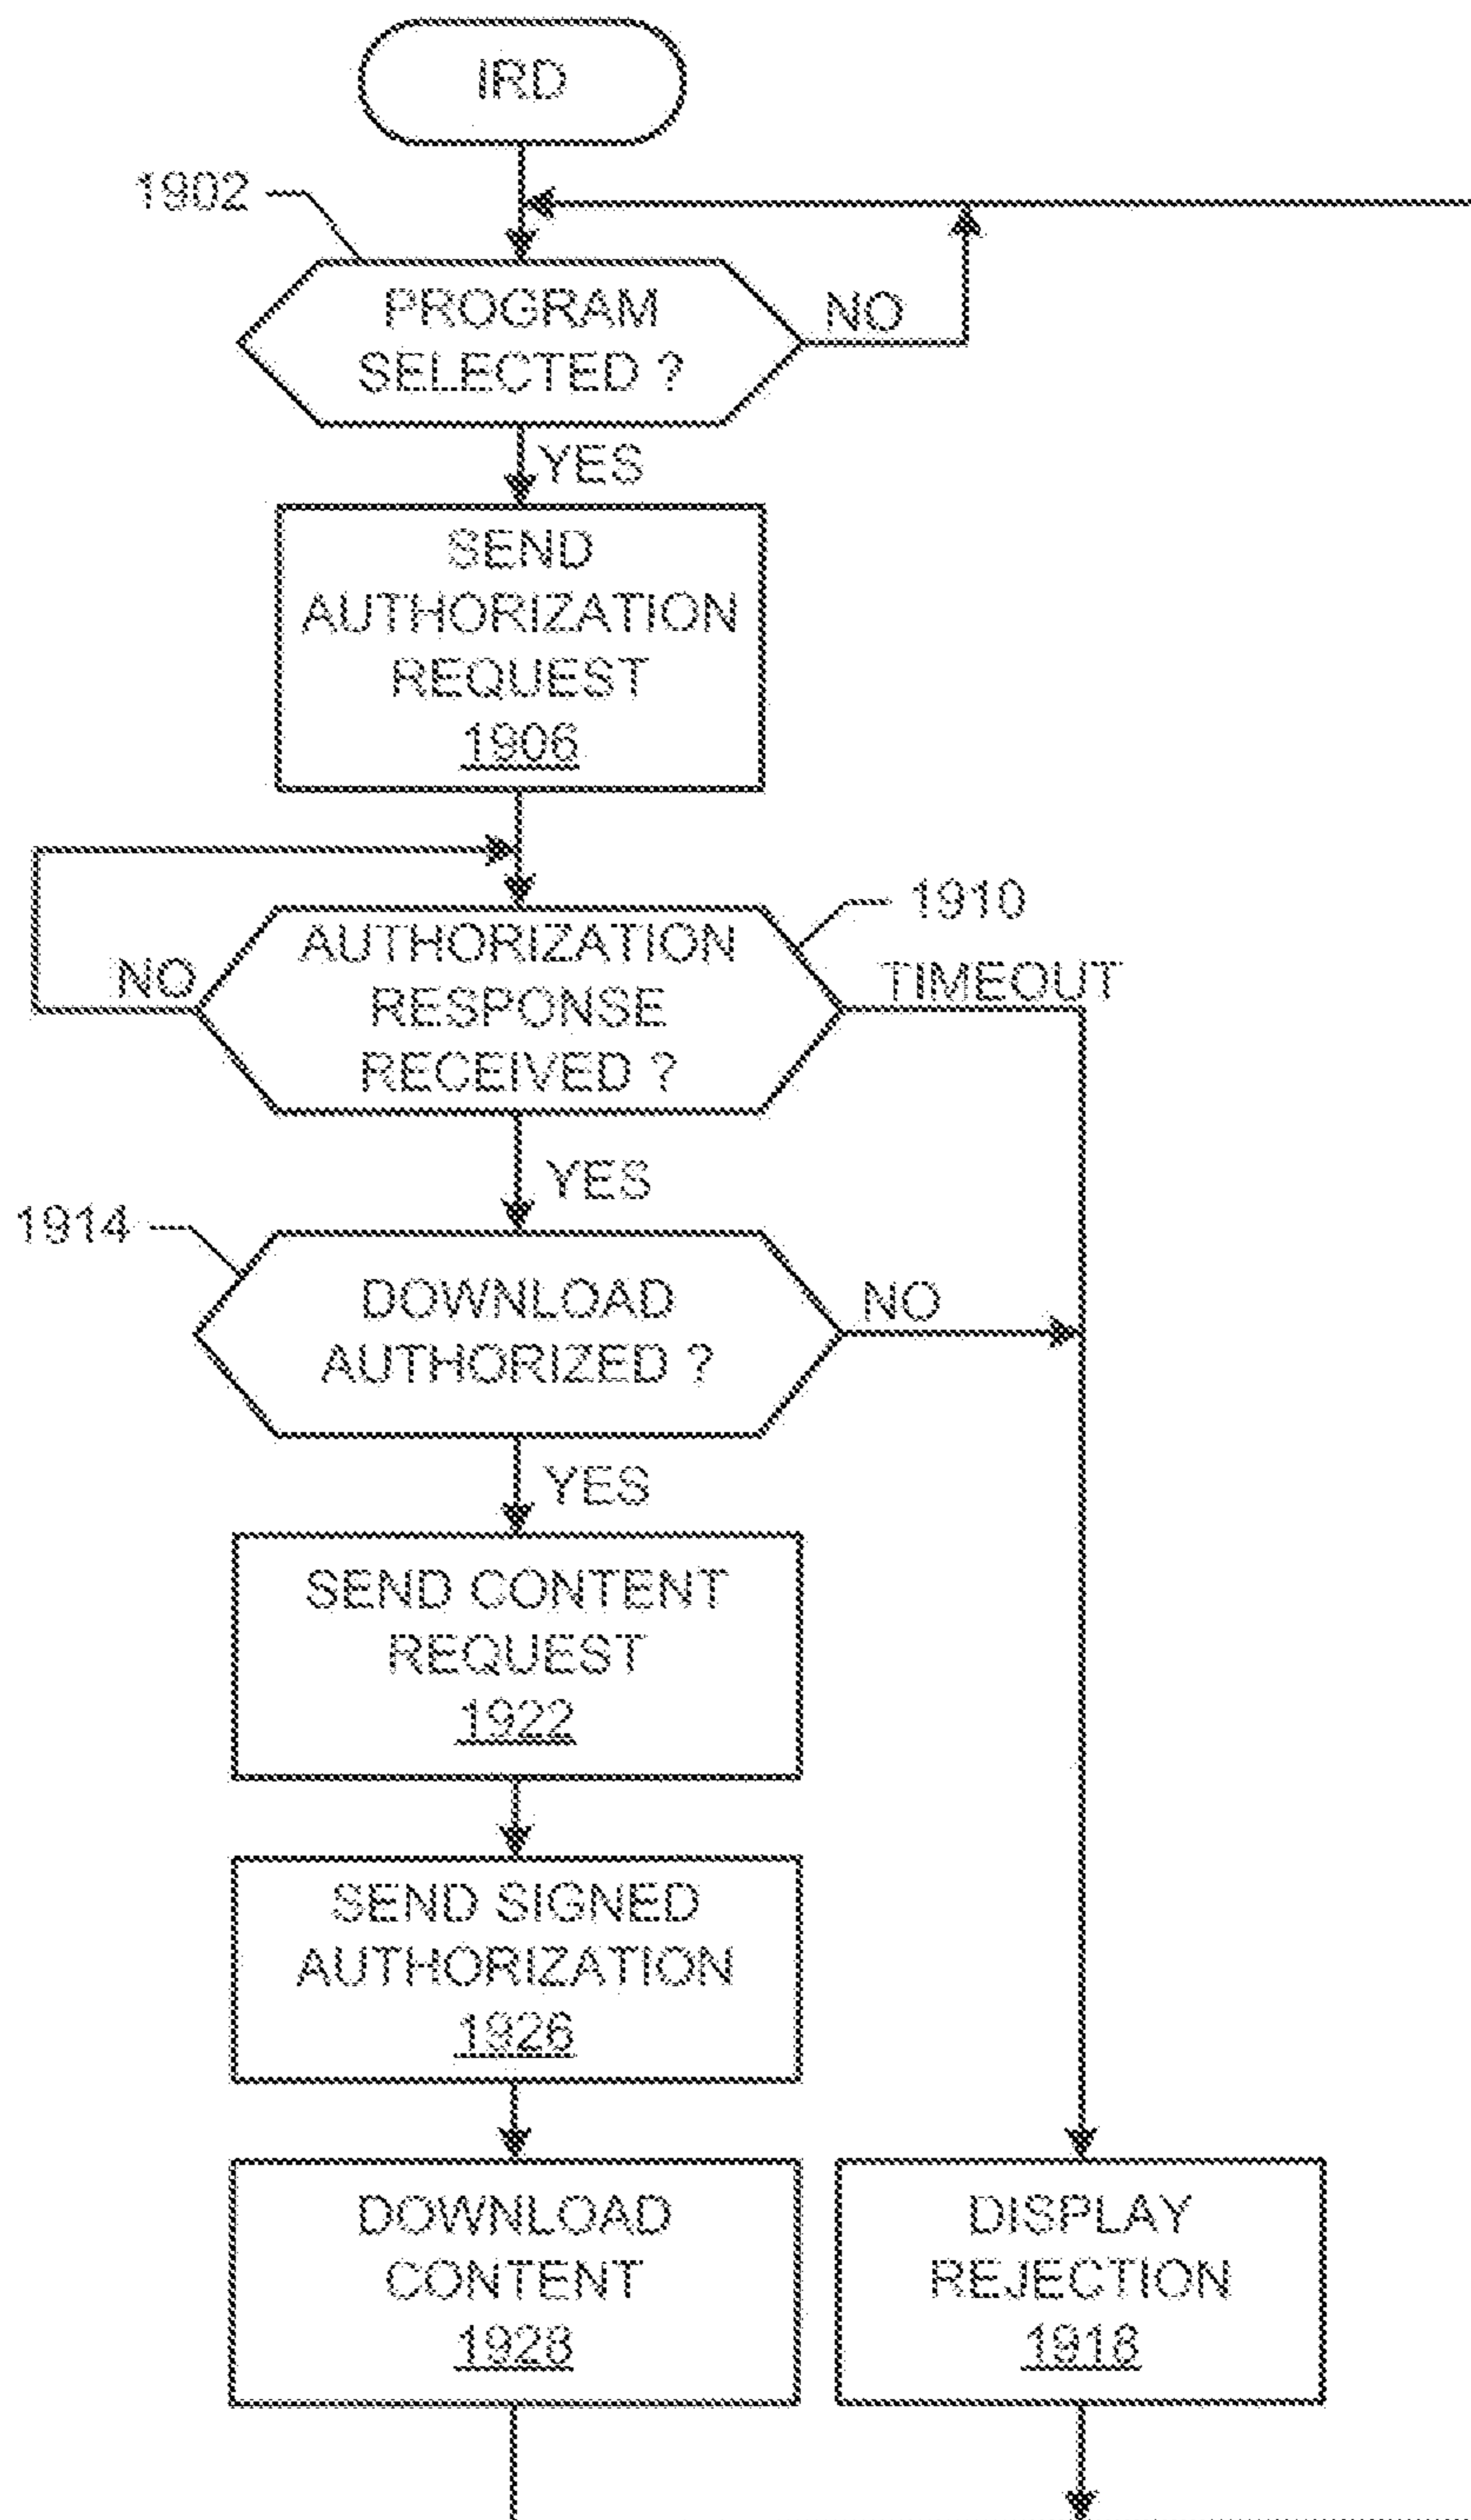 IRD
1902
PROGRAM
SELECTED ?
NO
YES
SEND
AUTHORIZATION
REQUEST
1906
1910
AUTHORIZATION
RESPONSE
RECEIVED ?
NO
TIMEOUT
YES
1914
DOWNLOAD
AUTHORIZED ?
NO
YES
SEND CONTENT
REQUEST
1922
SEND SIGNED
AUTHORIZATION
1926
DOWNLOAD
CONTENT
1928
DISPLAY
REJECTION
1918